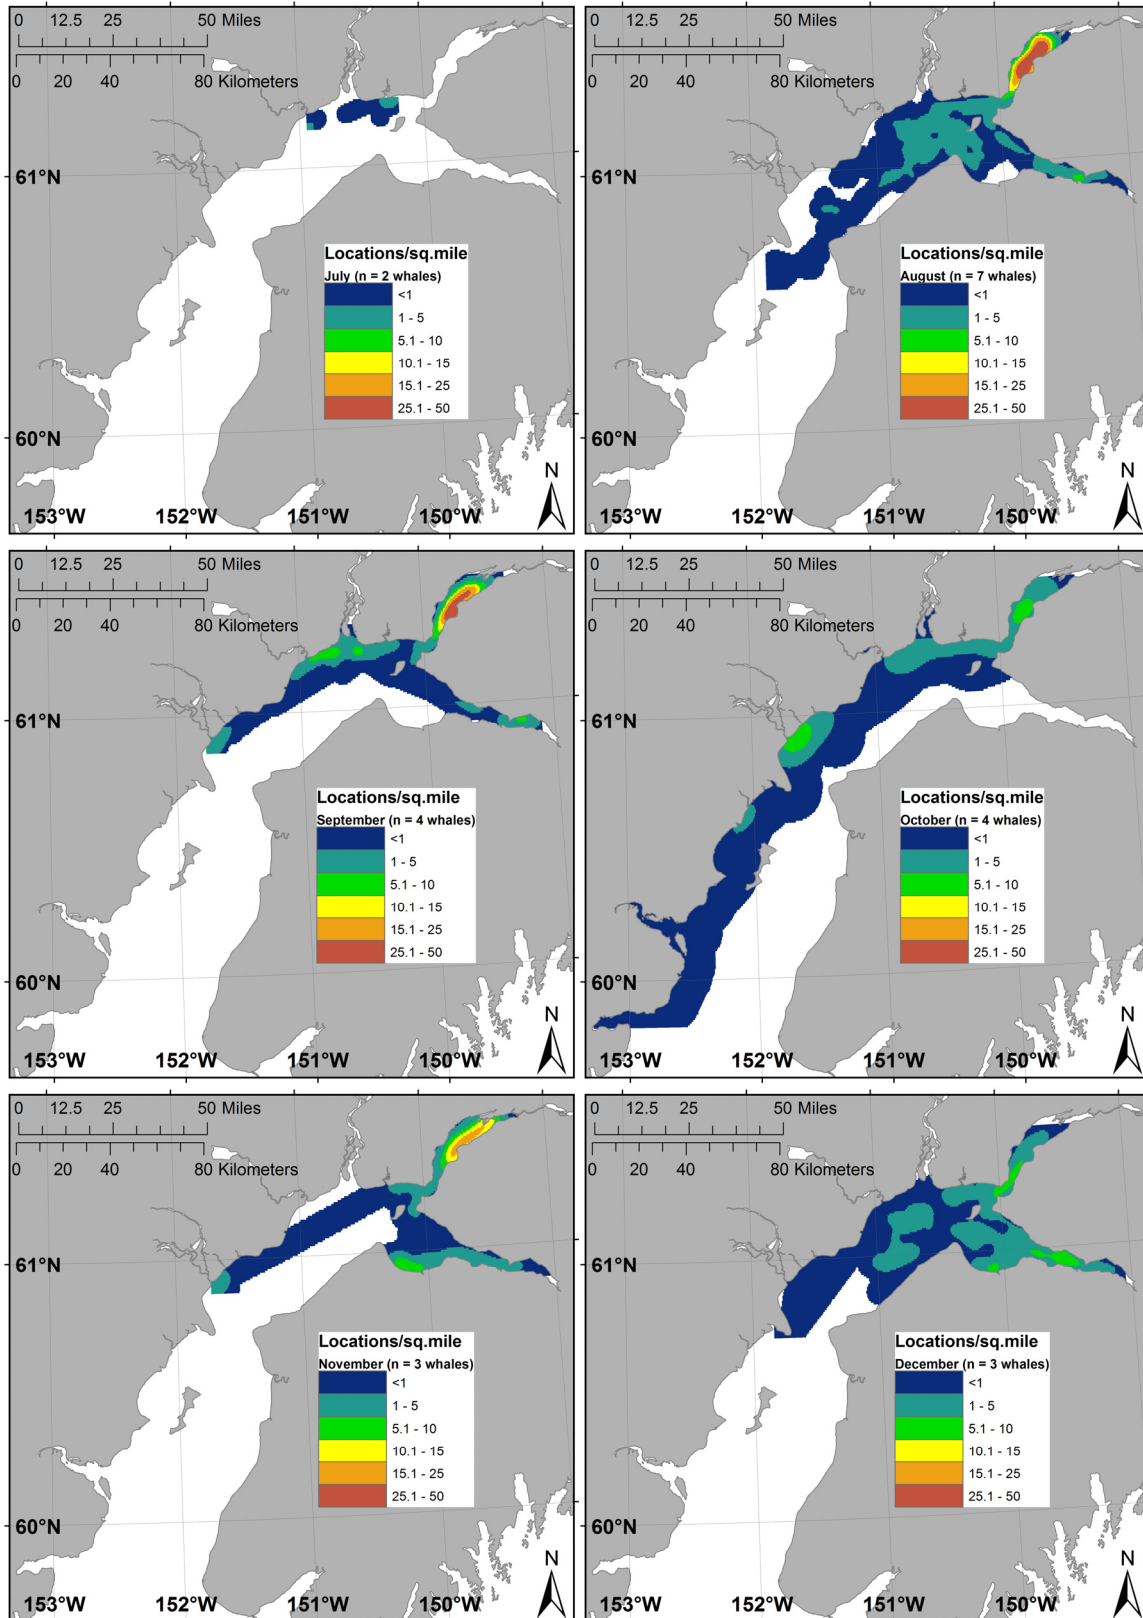 0 12.5 25 50 Miles
0 20 40 80 Kilometers
61°N
Locations/sq.mile
July (n = 2 whales)
<1
1 - 5
5.1 - 10
10.1 - 15
15.1 - 25
25.1 - 50
60°N
N
153°W 152°W 151°W 150°W
0 12.5 25 50 Miles
0 20 40 80 Kilometers
61°N
Locations/sq.mile
August (n = 7 whales)
<1
1 - 5
5.1 - 10
10.1 - 15
15.1 - 25
25.1 - 50
60°N
N
153°W 152°W 151°W 150°W
0 12.5 25 50 Miles
0 20 40 80 Kilometers
61°N
Locations/sq.mile
September (n = 4 whales)
<1
1 - 5
5.1 - 10
10.1 - 15
15.1 - 25
25.1 - 50
60°N
N
153°W 152°W 151°W 150°W
0 12.5 25 50 Miles
0 20 40 80 Kilometers
61°N
Locations/sq.mile
October (n = 4 whales)
<1
1 - 5
5.1 - 10
10.1 - 15
15.1 - 25
25.1 - 50
60°N
N
153°W 152°W 151°W 150°W
0 12.5 25 50 Miles
0 20 40 80 Kilometers
61°N
Locations/sq.mile
November (n = 3 whales)
<1
1 - 5
5.1 - 10
10.1 - 15
15.1 - 25
25.1 - 50
60°N
N
153°W 152°W 151°W 150°W
0 12.5 25 50 Miles
0 20 40 80 Kilometers
61°N
Locations/sq.mile
December (n = 3 whales)
<1
1 - 5
5.1 - 10
10.1 - 15
15.1 - 25
25.1 - 50
60°N
N
153°W 152°W 151°W 150°W